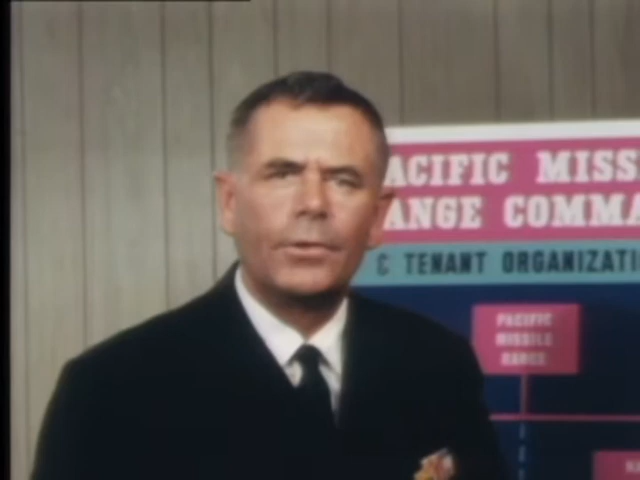 ACIFIC MISS
ANGE COMMA
& TENANT ORGANIZATI
PACIFIC
MISSILE
RANGE